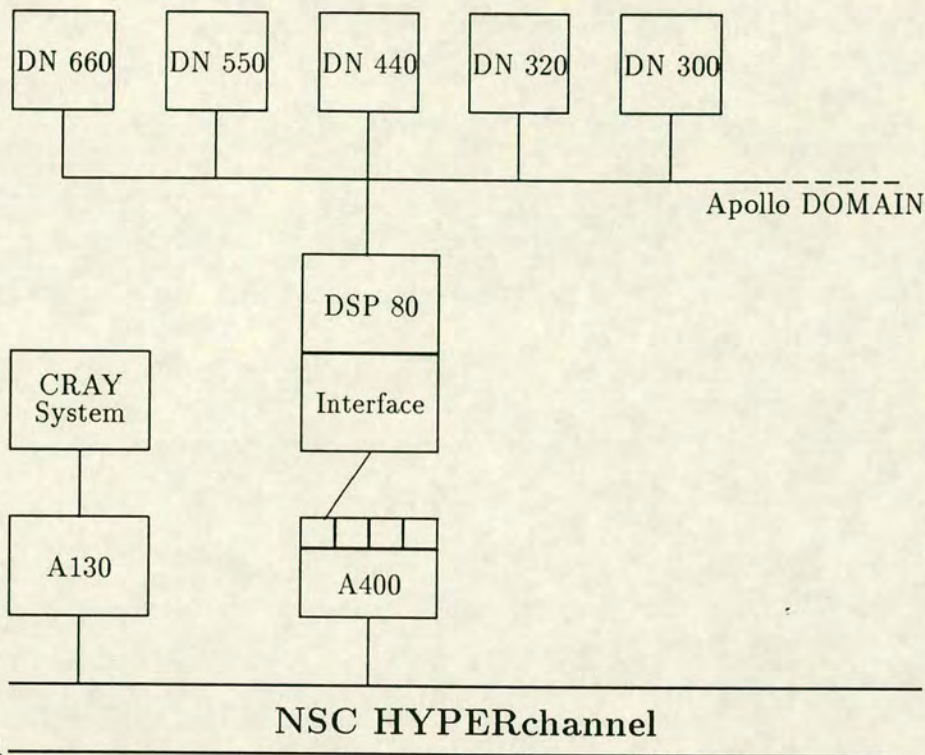 DN 660 DN 550 DN 440 DN 320 DN 300
Apollo DOMAIN
DSP 80
CRAY
System
Interface
A130
A400
NSC HYPERchannel